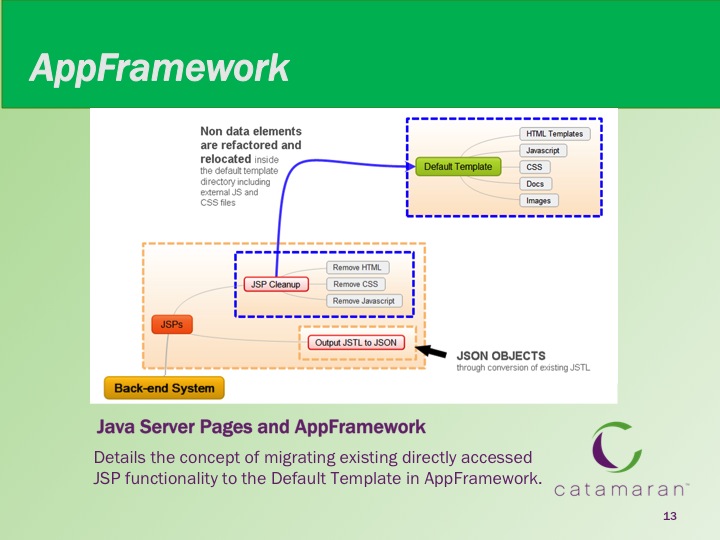 AppFramework
Non data elements
are refactored and
relocated inside
the default template
directory including
external JS and
CSS files
Default Template
HTML Templates
Javascript
CSS
Docs
Images
JSP Cleanup
Remove HTML
Remove CSS
Remove Javascript
JSPs
Output JSTL to JSON
JSON OBJECTS
through conversion of existing JSTL
Back-end System
Java Server Pages and AppFramework
Details the concept of migrating existing directly accessed
JSP functionality to the Default Template in AppFramework.
catamaran™
13